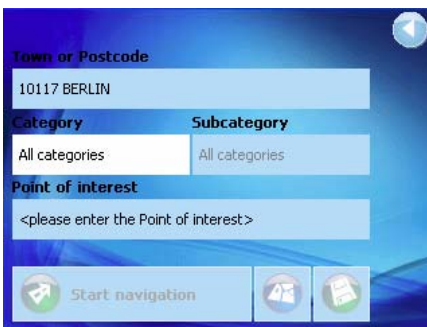 Town or Postcode
10117 BERLIN
Category Subcategory
All categories All categories
Point of interest
<please enter the Point of interest>
Start navigation